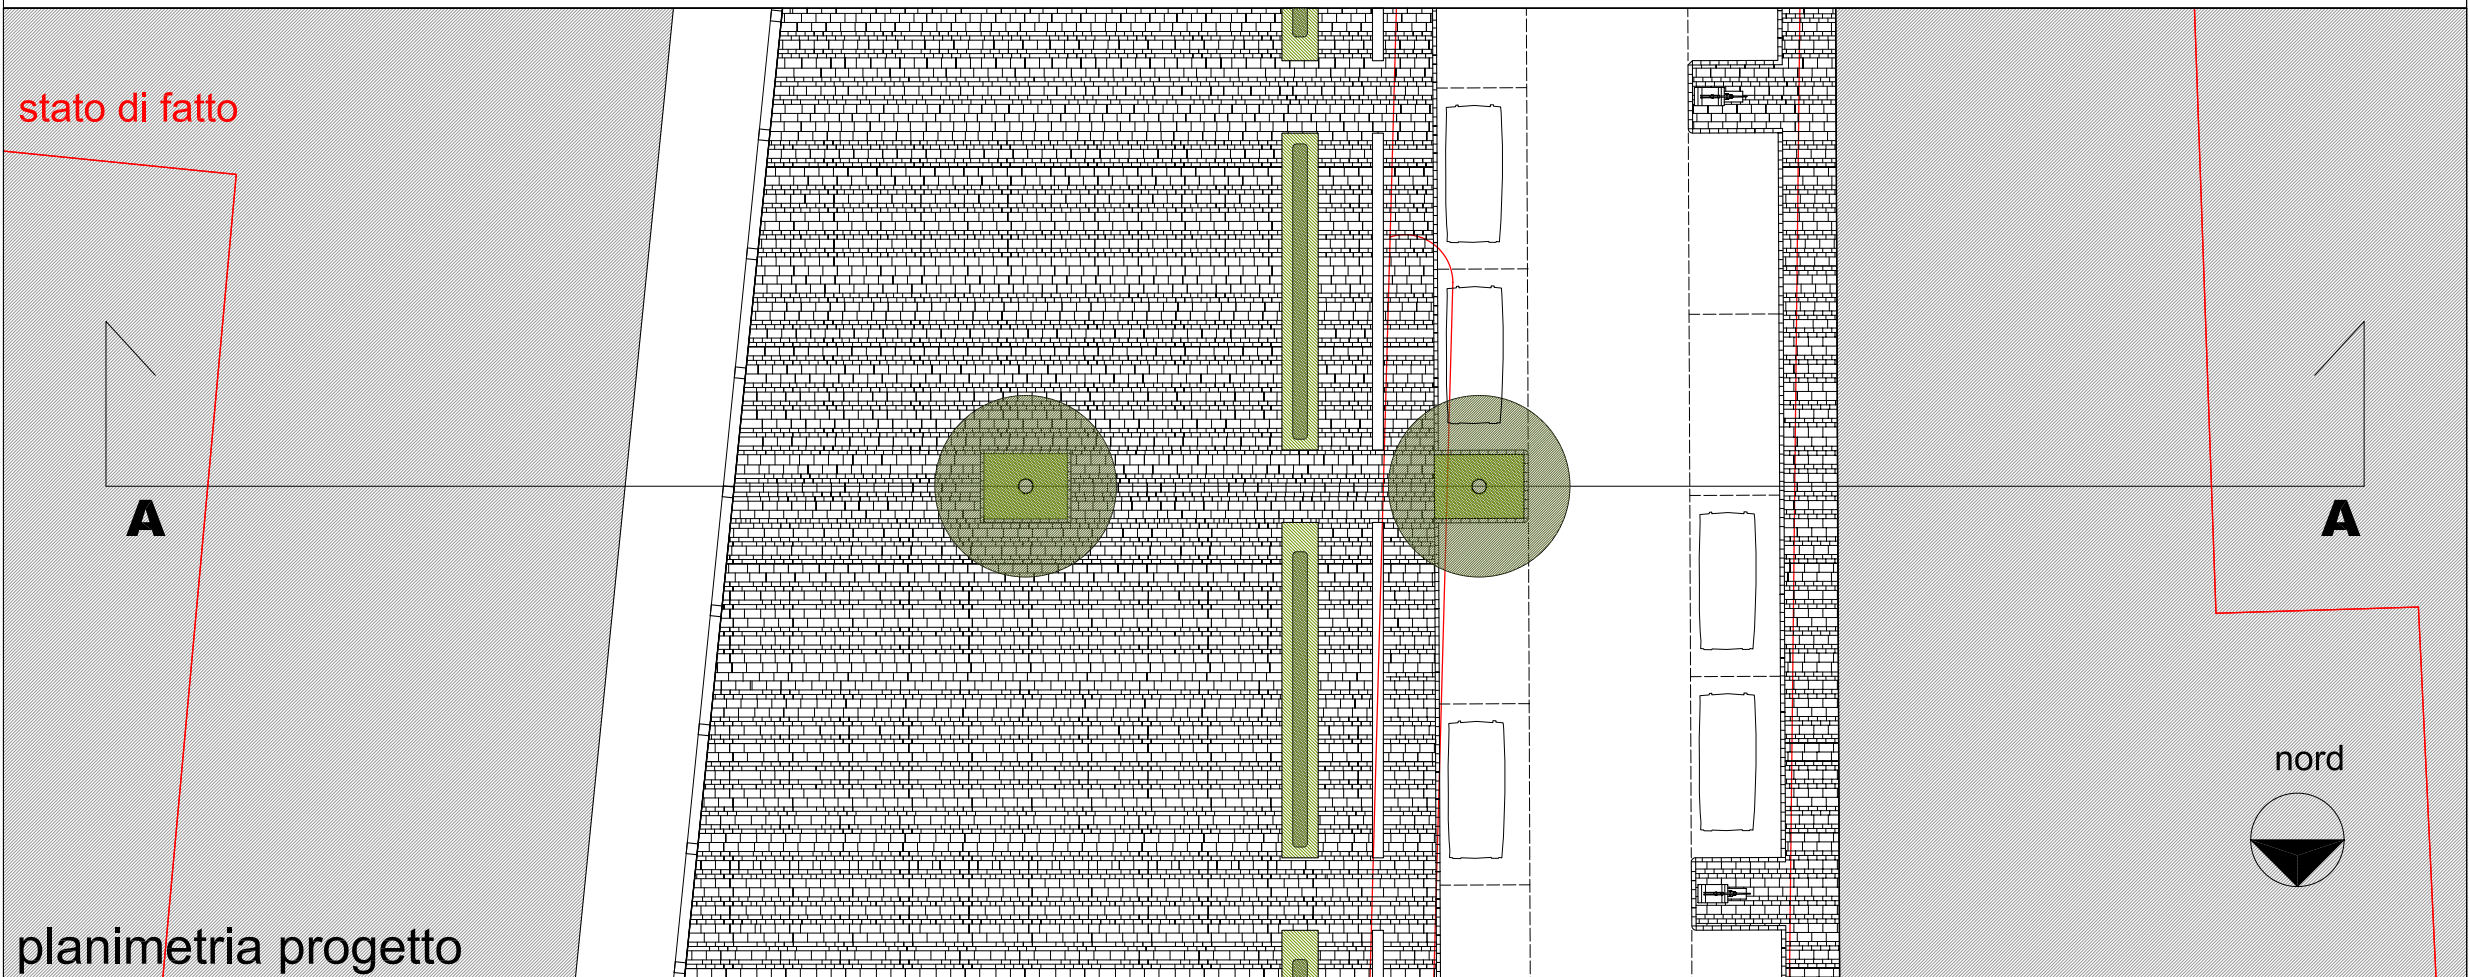 stato di fatto
A
A
nord
planimetria progetto